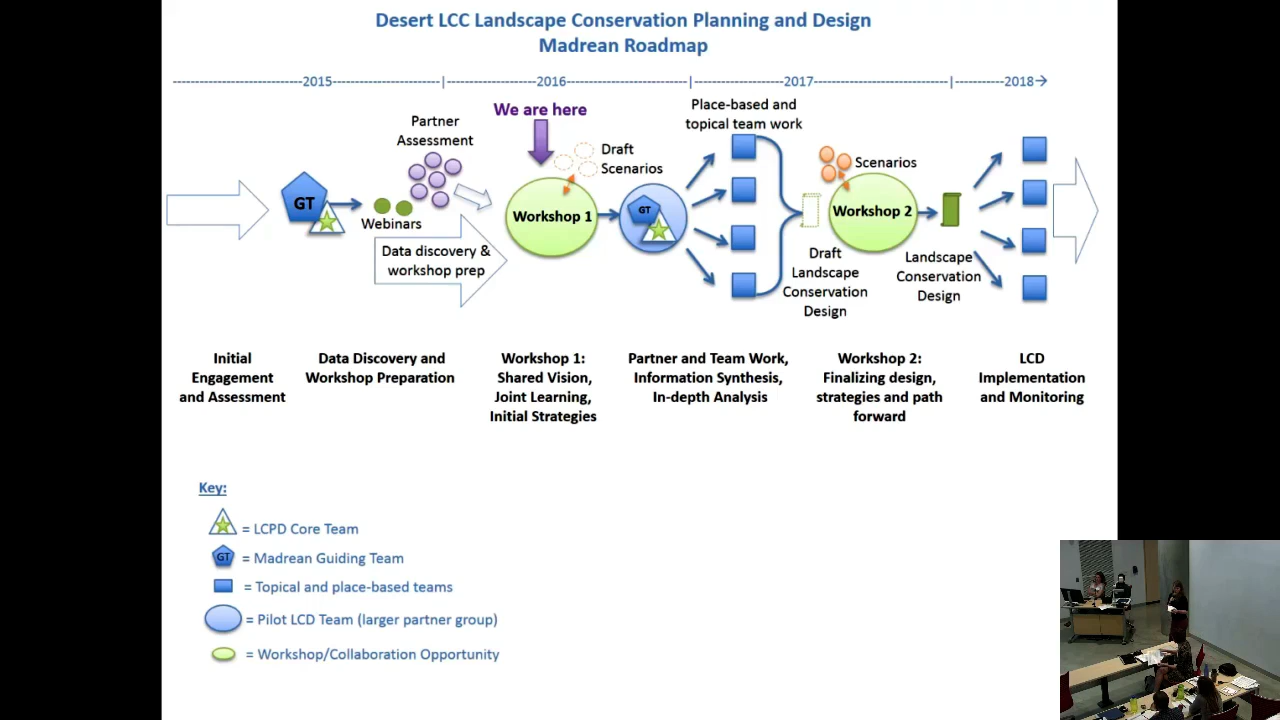 Desert LCC Landscape Conservation Planning and Design
Madrean Roadmap
2015
2016
2017
2018
We are here
Partner
Assessment
GT
Webinars
Data discovery &
workshop prep
Draft
Scenarios
Workshop 1
GT
Place-based and
topical team work
Scenarios
Workshop 2
Draft
Landscape
Conservation
Design
Landscape
Conservation
Design
Initial
Engagement
and Assessment
Data Discovery and
Workshop Preparation
Workshop 1:
Shared Vision,
Joint Learning,
Initial Strategies
Partner and Team Work,
Information Synthesis,
In-depth Analysis
Workshop 2:
Finalizing design,
strategies and path
forward
LCD
Implementation
and Monitoring
Key:
= LCPD Core Team
GT = Madrean Guiding Team
= Topical and place-based teams
= Pilot LCD Team (larger partner group)
= Workshop/Collaboration Opportunity